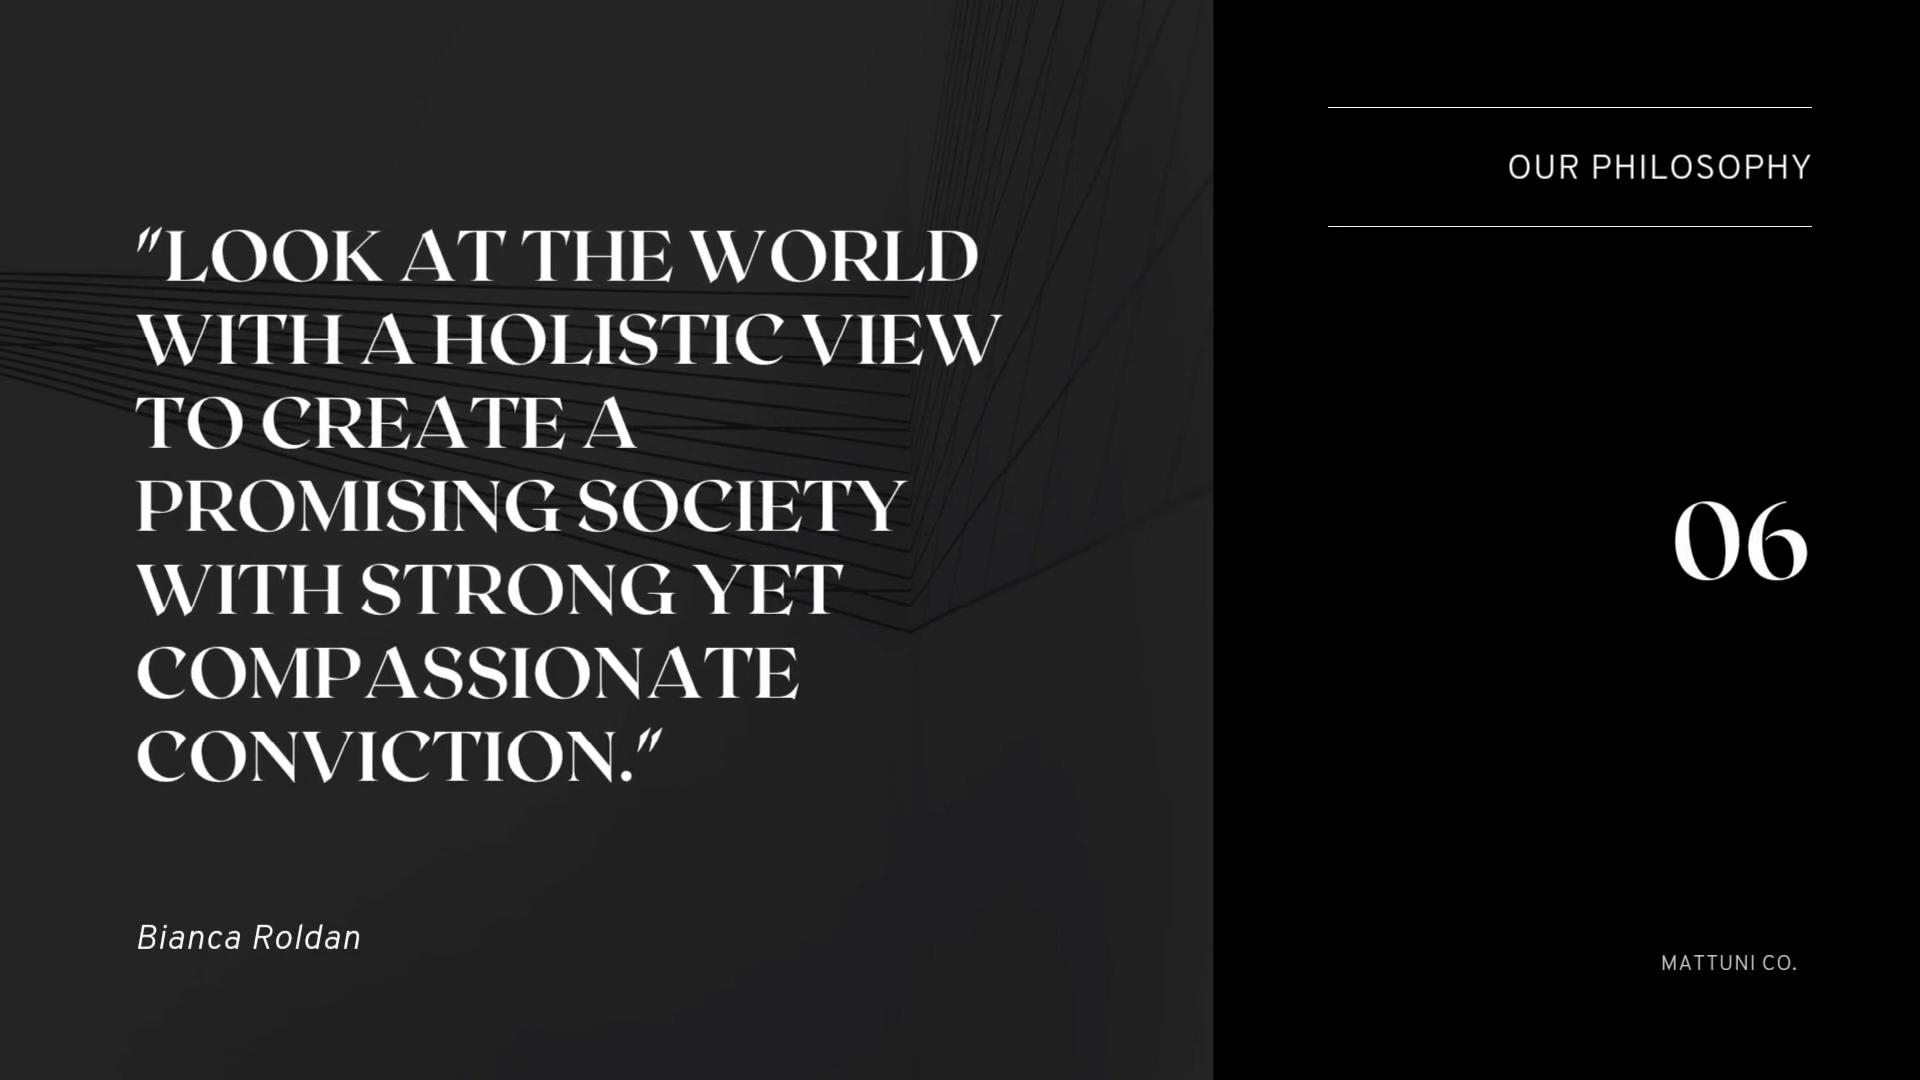 "LOOK AT THE WORLD
WITH A HOLISTIC VIEW
TO CREATE A
PROMISING SOCIETY
WITH STRONG YET
COMPASSIONATE
CONVICTION."
Bianca Roldan
OUR PHILOSOPHY
06
MATTUNI CO.